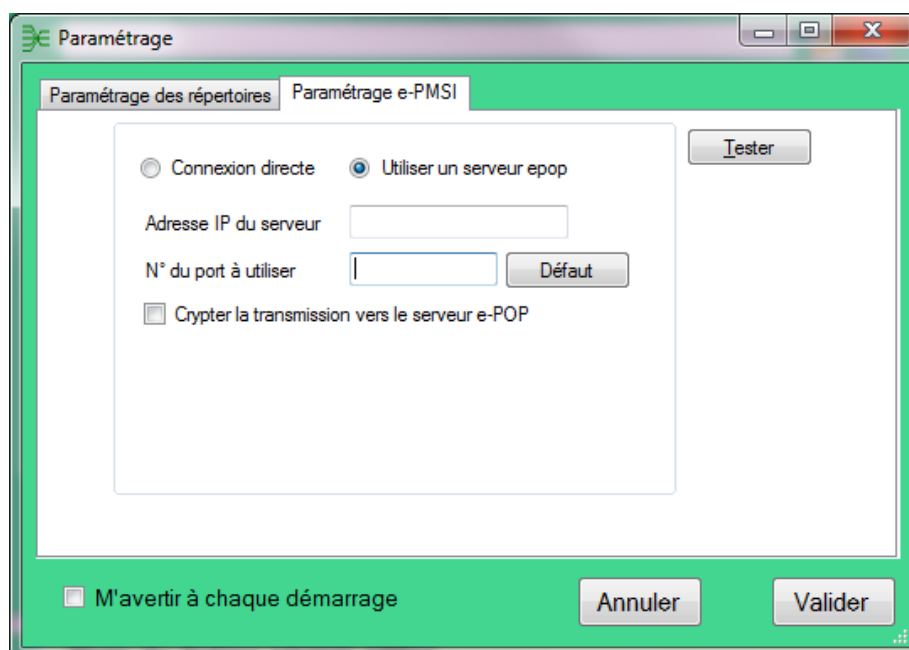 Paramétrage
Paramétrage des répertoires Paramétrage e-PMSI
Connexion directe Utiliser un serveur epop Tester
Adresse IP du serveur
N° du port à utiliser Défaut
Crypter la transmission vers le serveur e-POP
M'avertir à chaque démarrage Annuler Valider